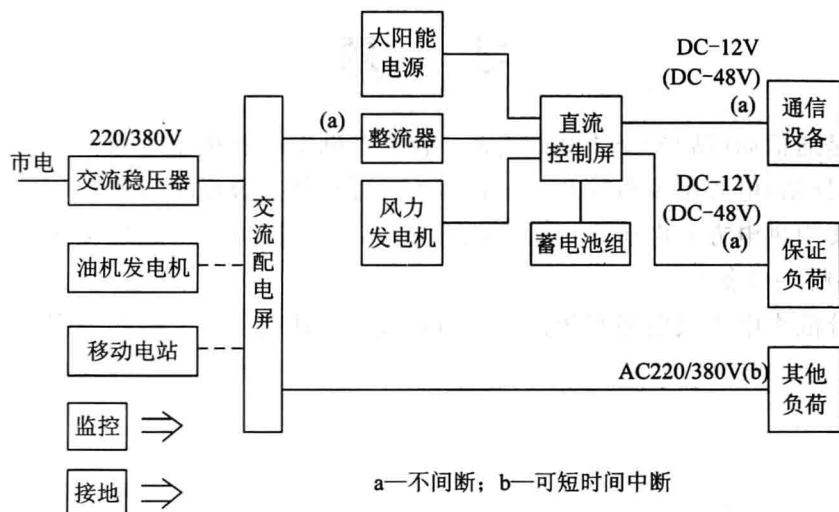 太阳能
电源
DC-12V
(DC-48V)
(a)
通信
设备
220/380V
市电
交流稳压器
(a)
整流器
直流
控制屏
交流配电屏
油机发电机
风力
发电机
蓄电池组
DC-12V
(DC-48V)
(a)
保证
负荷
移动电站
AC220/380V(b)
其他
负荷
监控
接地
a—不间断；b—可短时间中断